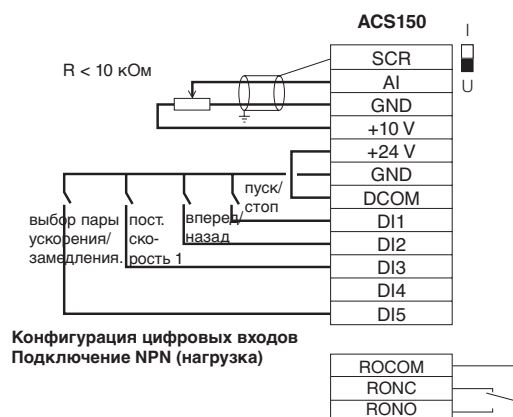 ACS150
I
U
R < 10 кОм
SCR
AI
GND
+10 V
+24 V
GND
DCOM
DI1
DI2
DI3
DI4
DI5
пуск/
стоп
вперед/
назад
пост.
ско-
рость 1
выбор пары
ускорения/
замедления.
Конфигурация цифровых входов
Подключение NPN (нагрузка)
ROCOM
RONC
RONO